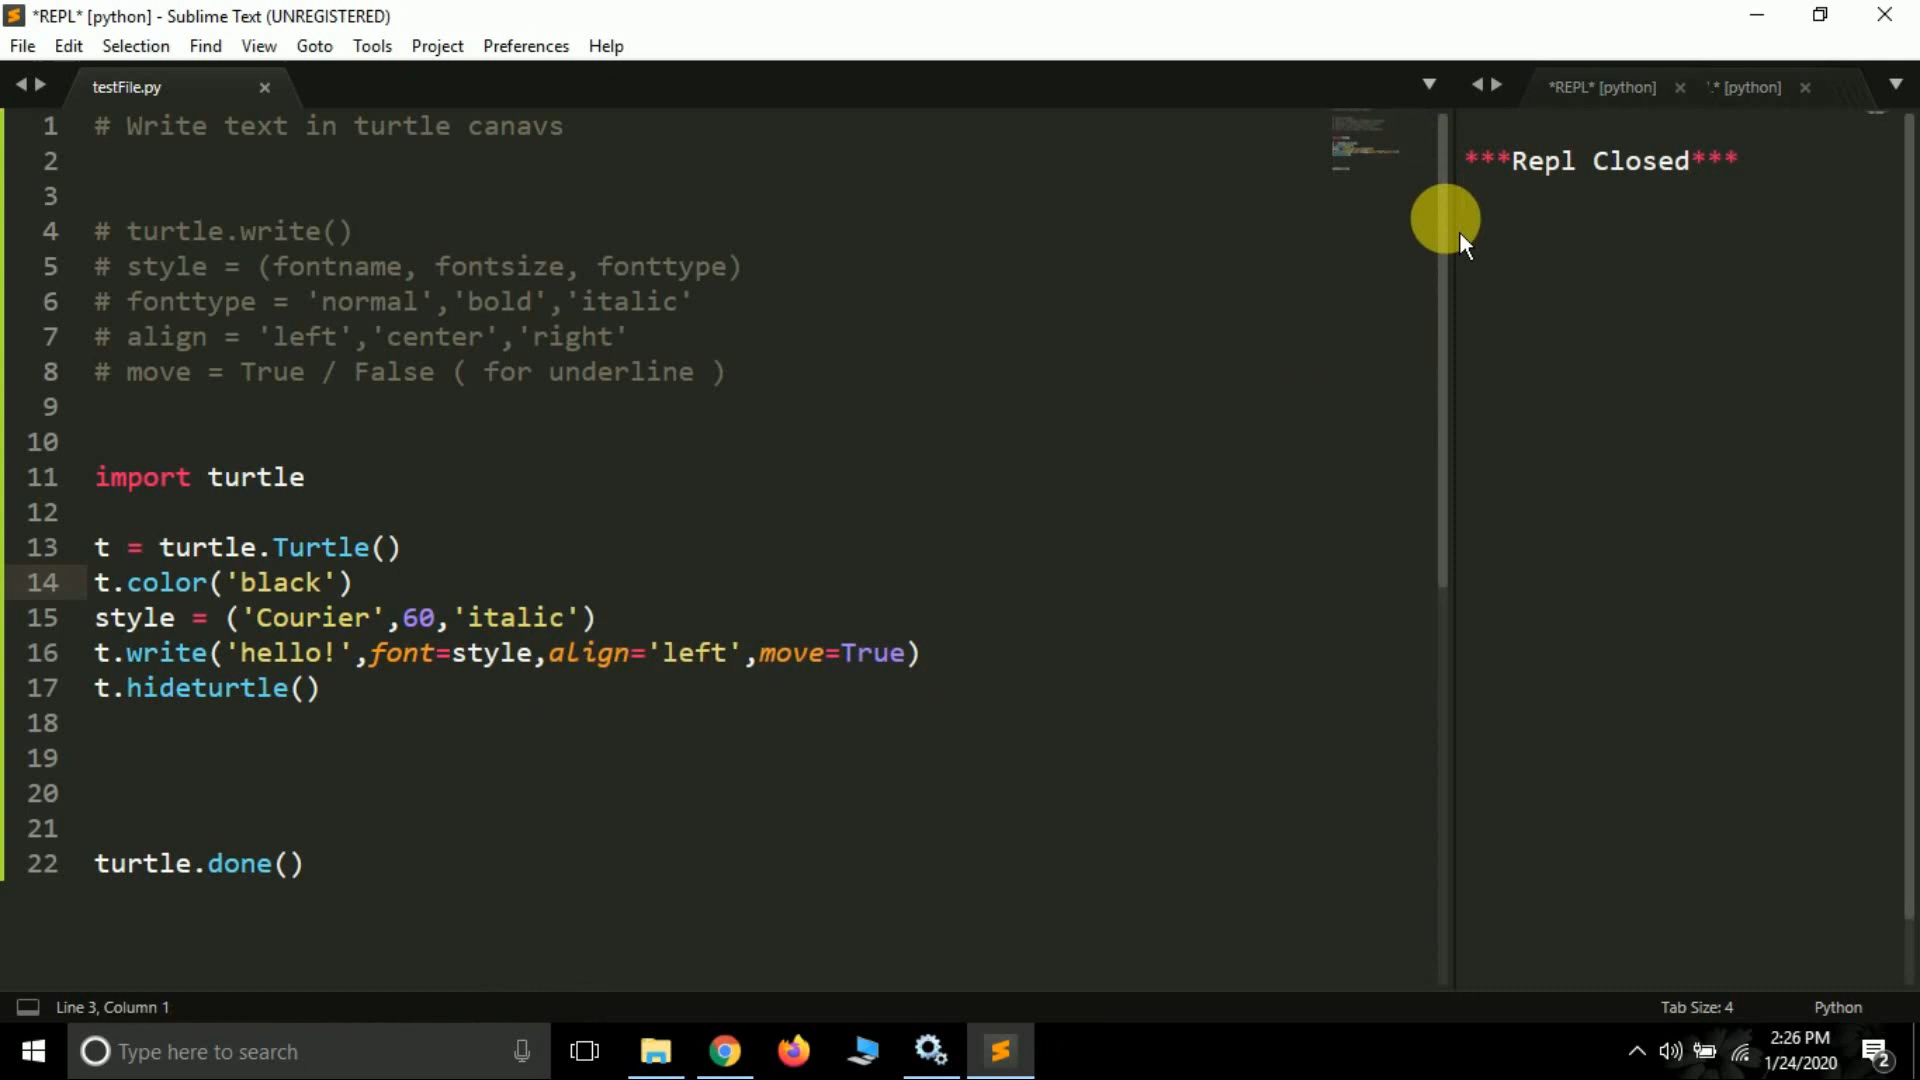 *REPL* [python] - Sublime Text (UNREGISTERED)
File Edit Selection Find View Goto Tools Project Preferences Help
testFile.py
*REPL* [python]
* [python]
1 # Write text in turtle canavs
2
3
4 # turtle.write()
5 # style = (fontname, fontsize, fonttype)
6 # fonttype = 'normal','bold','italic'
7 # align = 'left','center','right'
8 # move = True / False ( for underline )
9
10
11 import turtle
12
13 t = turtle.Turtle()
14 t.color('black')
15 style = ('Courier',60,'italic')
16 t.write('hello!',font=style,align='left',move=True)
17 t.hideturtle()
18
19
20
21
22 turtle.done()
***Repl Closed***
Line 3, Column 1
Tab Size: 4
Python
Type here to search
2:26 PM
1/24/2020
2